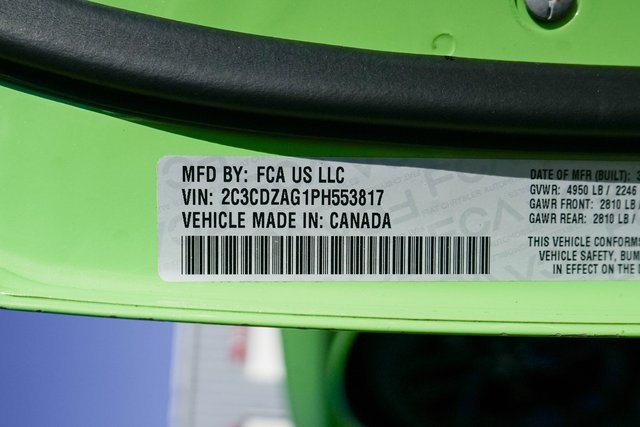 MFD BY: FCA US LLC
VIN: 2C3CDZAG1PH553817
VEHICLE MADE IN: CANADA
DATE OF MFR (BUILT):
GVWR: 4950 LB / 2246
GAWR FRONT: 2810 LB /
GAWR REAR: 2810 LB /
THIS VEHICLE CONFORMS
VEHICLE SAFETY, BUM
IN EFFECT ON THE D